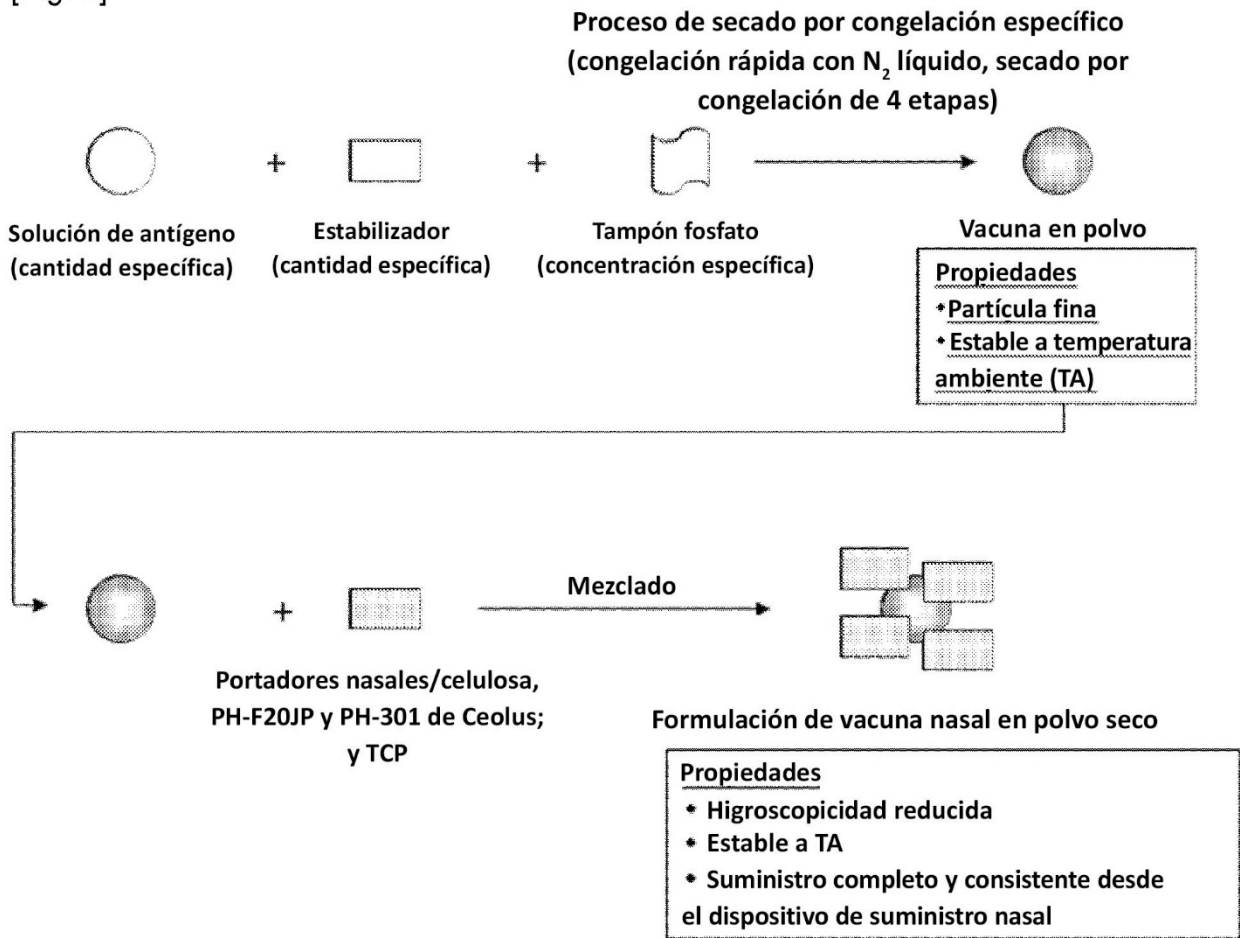 Proceso de secado por congelación específico
(congelación rápida con N₂ líquido, secado por
congelación de 4 etapas)
+
+
Solución de antígeno
(cantidad específica)
Estabilizador
(cantidad específica)
Tampón fosfato
(concentración específica)
Vacuna en polvo
Propiedades
• Partícula fina
• Estable a temperatura
ambiente (TA)
+
Mezclado
Portadores nasales/celulosa,
PH-F20JP y PH-301 de Ceolus;
y TCP
Formulación de vacuna nasal en polvo seco
Propiedades
• Higroscopicidad reducida
• Estable a TA
• Suministro completo y consistente desde
el dispositivo de suministro nasal